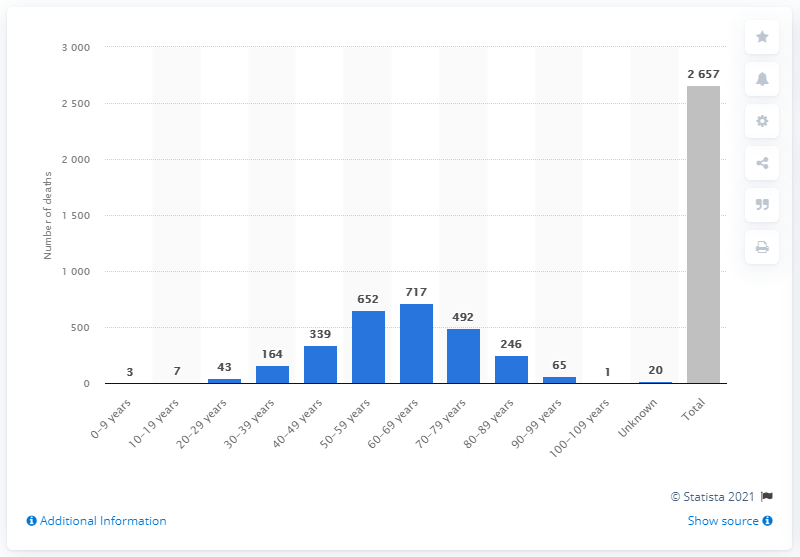 3 000
2 500
2 000
1 500
1 000
500
0
Number of deaths
3
7
43
164
339
652
717
492
246
65
1
20
2 657
0–9 years
10–19 years
20–29 years
30–39 years
40–49 years
50–59 years
60–69 years
70–79 years
80–89 years
90–99 years
100–109 years
Unknown
Total
© Statista 2021
Additional Information
Show source